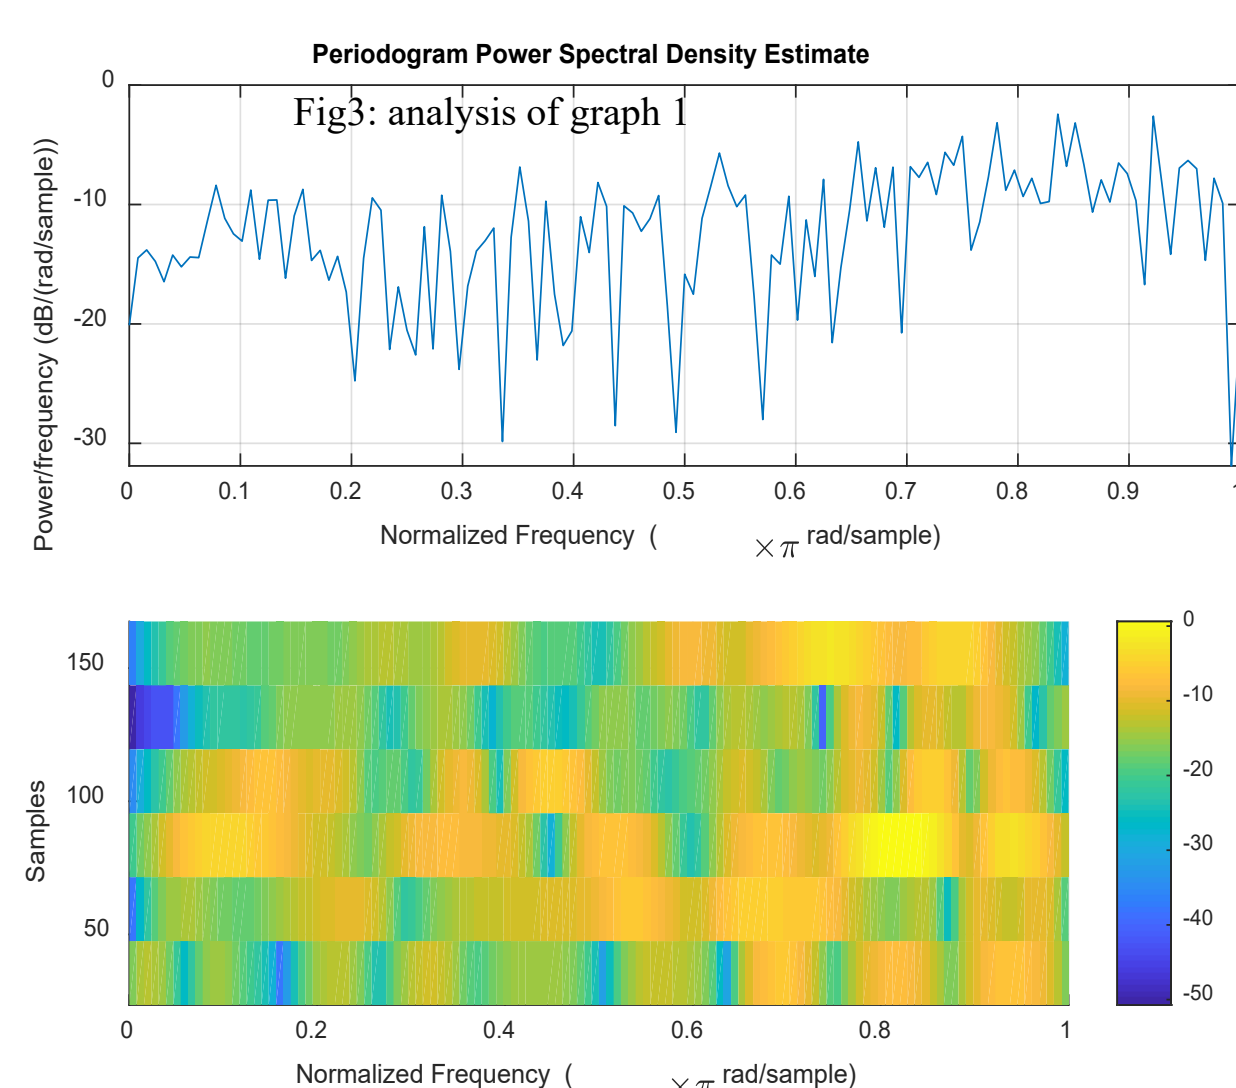 Periodogram Power Spectral Density Estimate
Fig3: analysis of graph 1
Power/frequency (dB/(rad/sample))
0
-10
-20
-30
0 0.1 0.2 0.3 0.4 0.5 0.6 0.7 0.8 0.9 1
Normalized Frequency ( ×π rad/sample)
Samples
150
100
50
0 0.2 0.4 0.6 0.8 1
Normalized Frequency ( ×π rad/sample)
0
-10
-20
-30
-40
-50